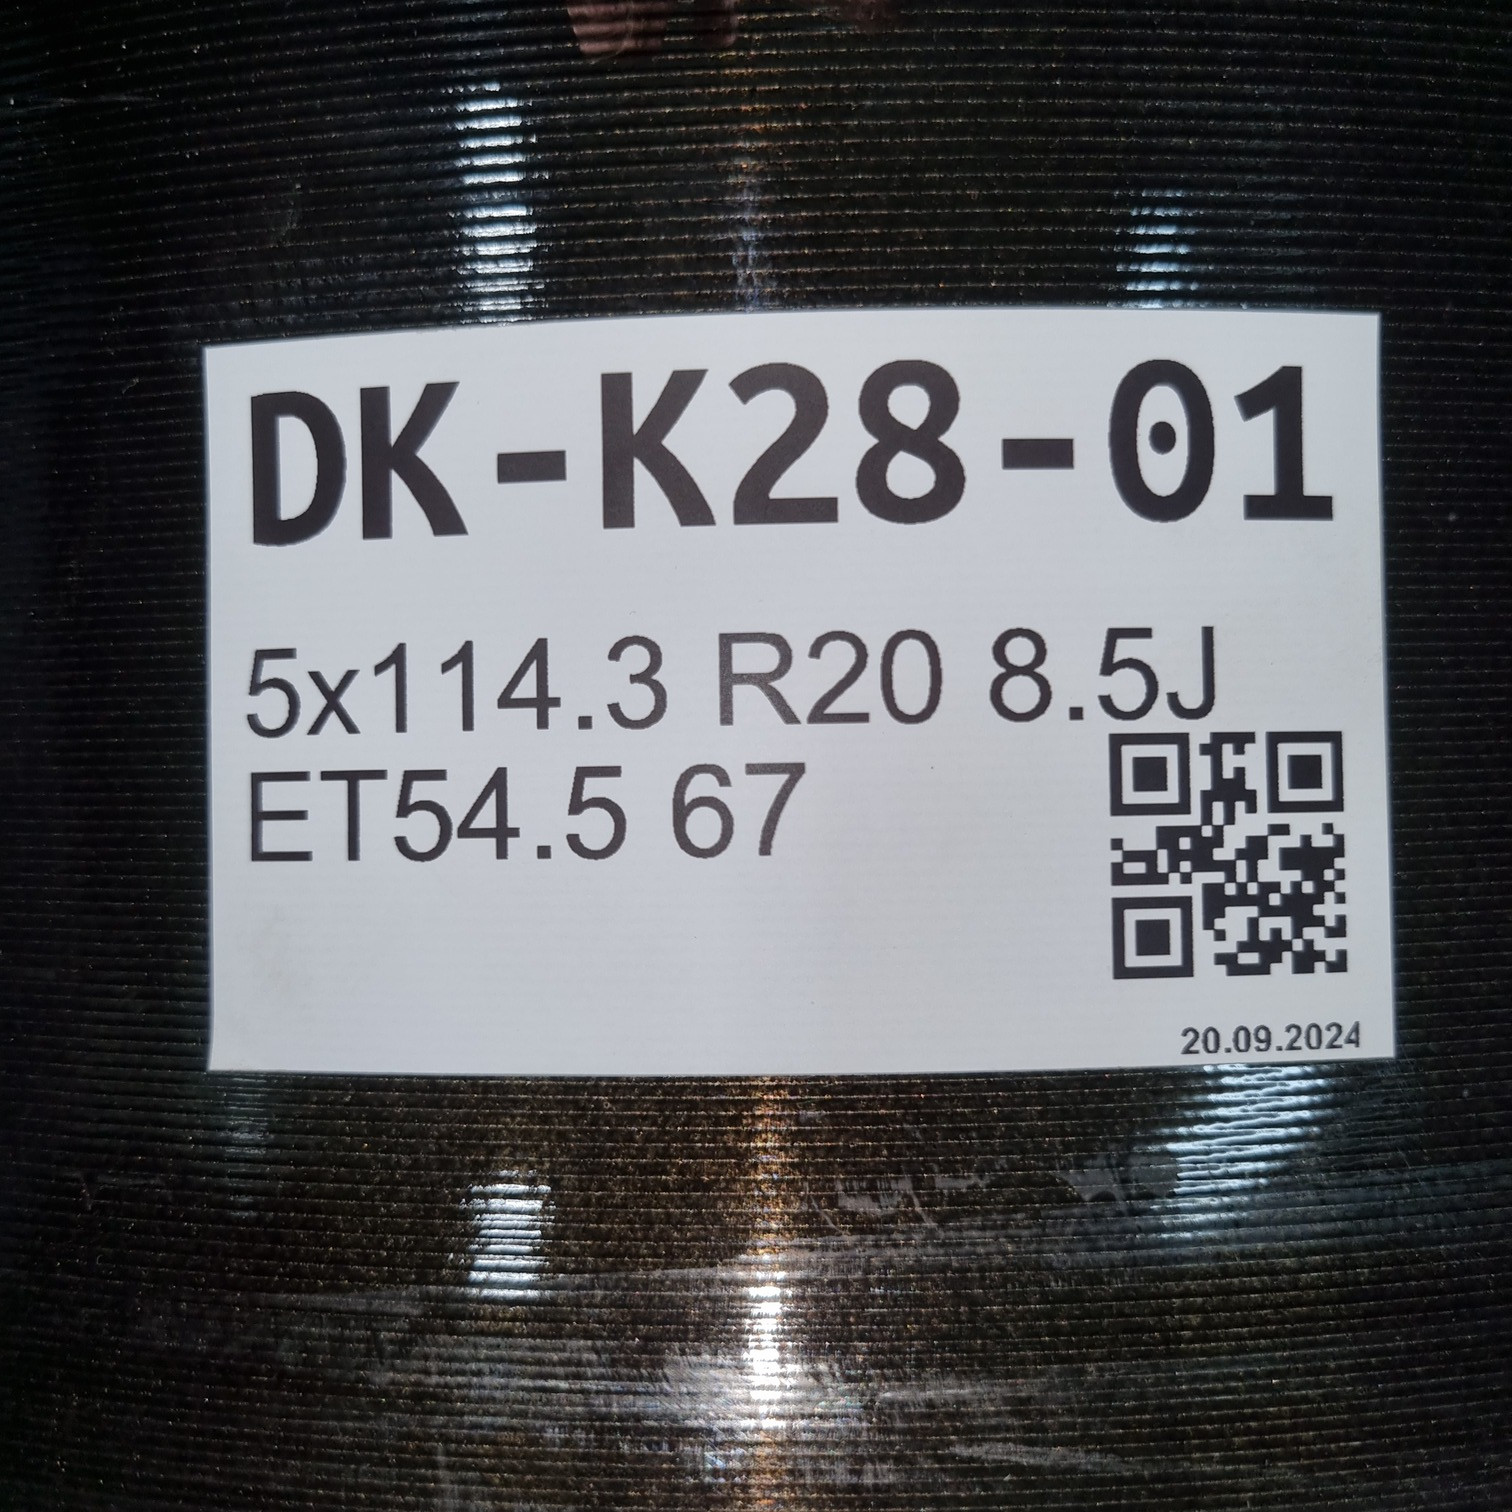 DK-K28-01
5x114.3 R20 8.5J
ET54.5 67
20.09.2024